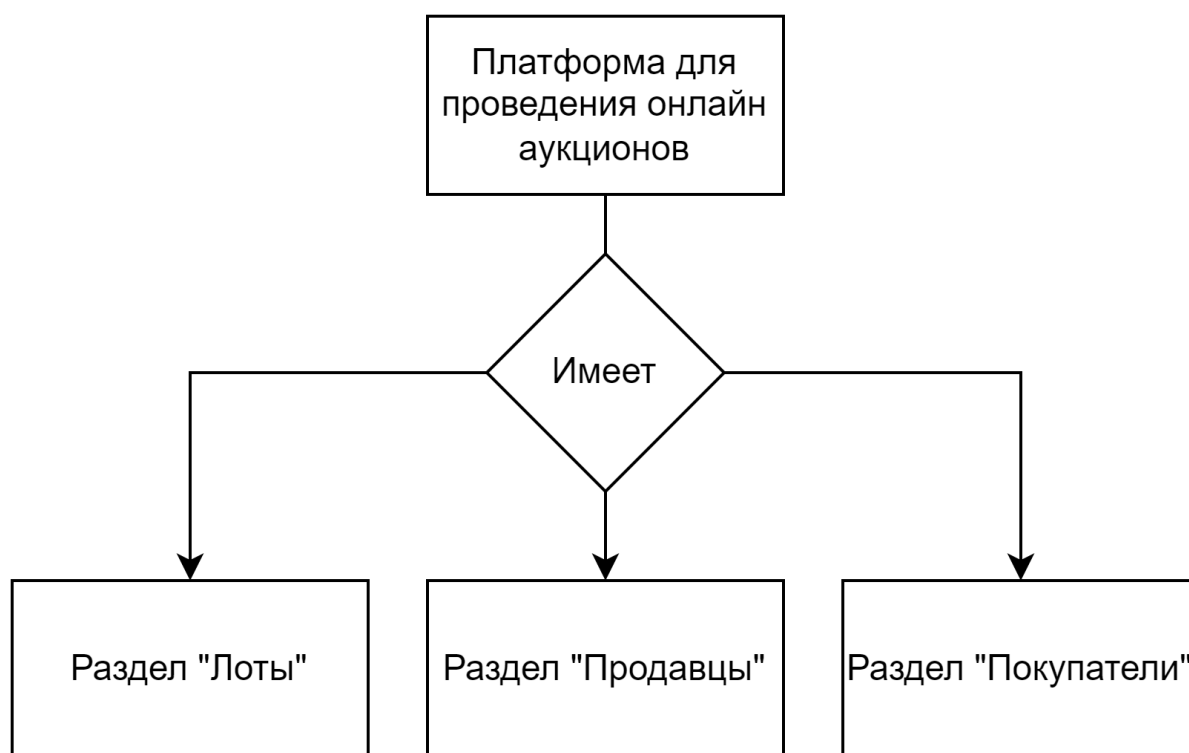 Платформа для
проведения онлайн
аукционов
Имеет
Раздел "Лоты"
Раздел "Продавцы"
Раздел "Покупатели"